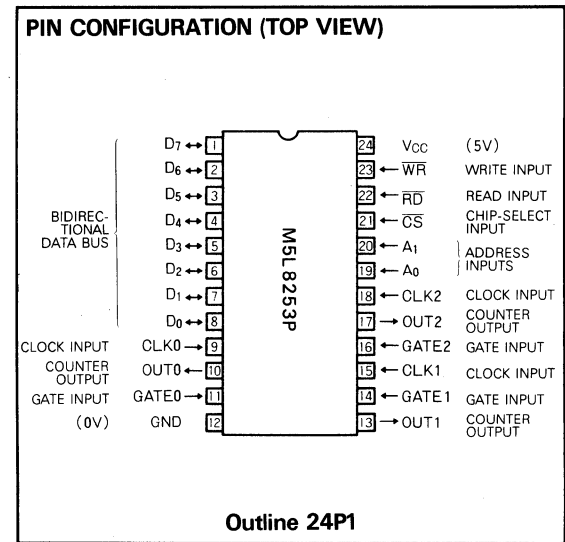 PIN CONFIGURATION (TOP VIEW)
D7 ↔ 1
D6 ↔ 2
D5 ↔ 3
D4 ↔ 4
D3 ↔ 5
D2 ↔ 6
D1 ↔ 7
D0 ↔ 8
BIDIREC-
TIONAL
DATA BUS
CLOCK INPUT CLK0 → 9
COUNTER
OUTPUT
OUT0 ← 10
GATE INPUT GATE0 → 11
(0V) GND 12
M5L8253P
24 VCC (5V)
23 ← W̅R̅ WRITE INPUT
22 ← R̅D̅ READ INPUT
21 ← C̅S̅ CHIP-SELECT
INPUT
20 ← A1
19 ← A0
ADDRESS
INPUTS
18 ← CLK2 CLOCK INPUT
17 → OUT2 COUNTER
OUTPUT
16 ← GATE2 GATE INPUT
15 ← CLK1 CLOCK INPUT
14 ← GATE1 GATE INPUT
13 → OUT1 COUNTER
OUTPUT
Outline 24P1